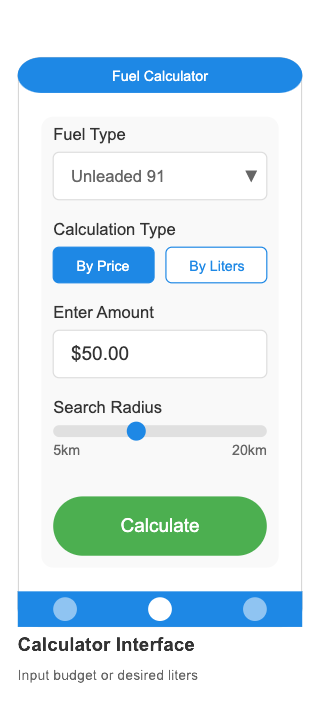 Fuel Calculator
Fuel Type
Unleaded 91 ▼
Calculation Type
By Price By Liters
Enter Amount
$50.00
Search Radius
5km 20km
Calculate
Calculator Interface
Input budget or desired liters